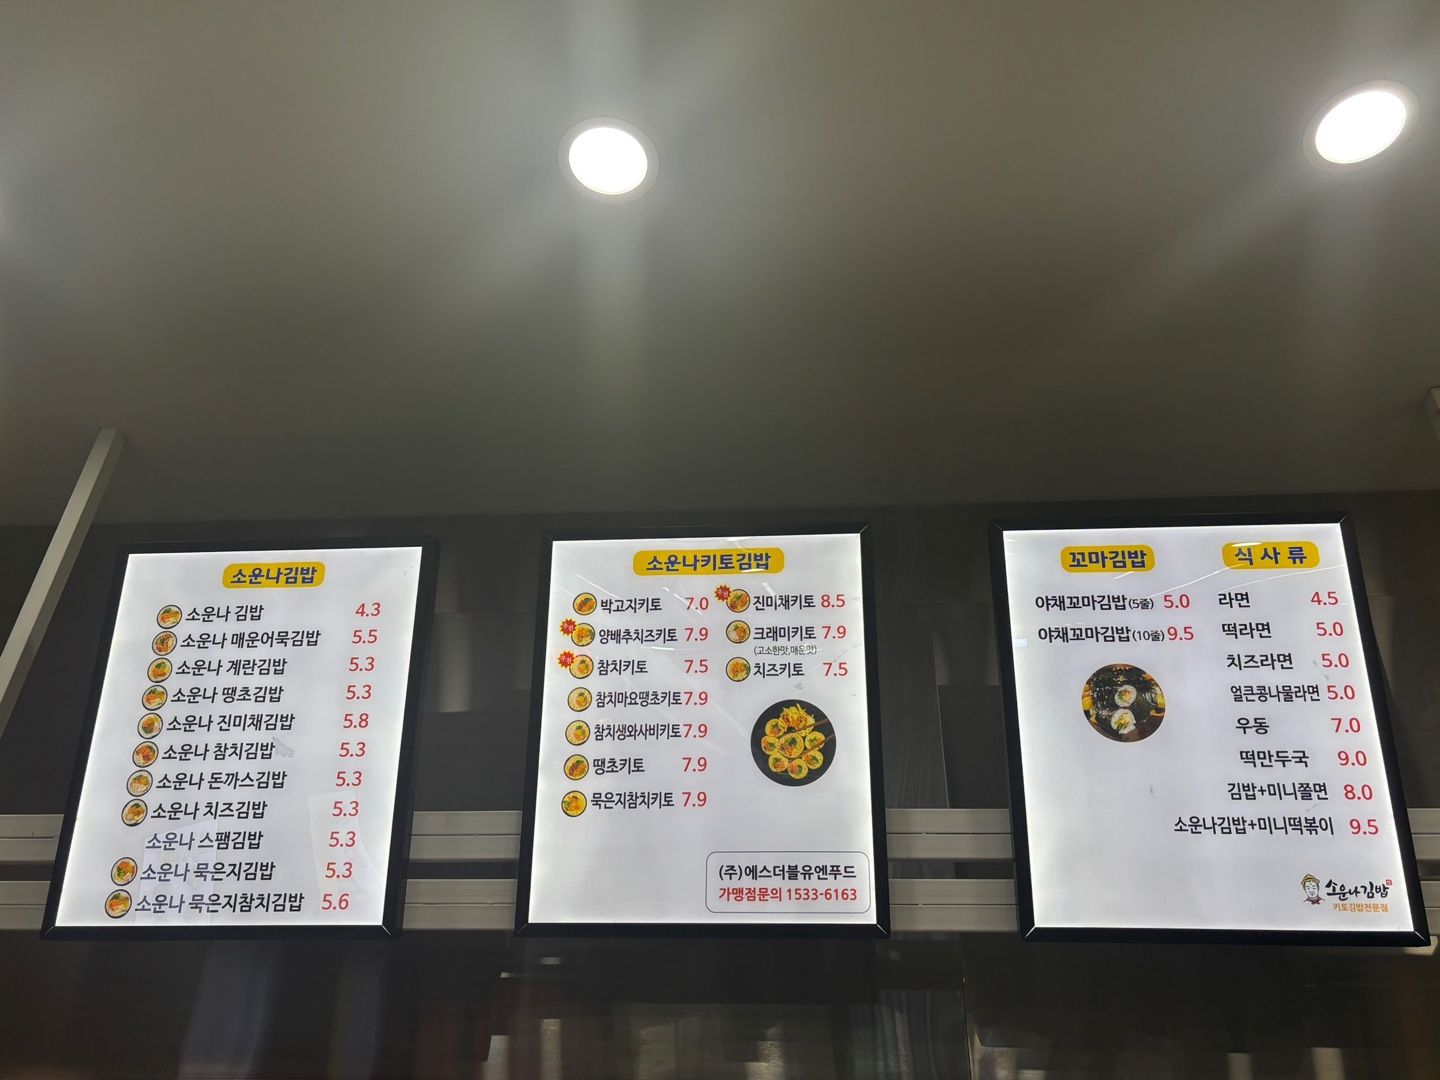 소운나김밥
소운나 김밥 4.3
소운나 매운어묵김밥 5.5
소운나 계란김밥 5.3
소운나 땡초김밥 5.3
소운나 진미채김밥 5.8
소운나 참치김밥 5.3
소운나 돈까스김밥 5.3
소운나 치즈김밥 5.3
소운나 스팸김밥 5.3
소운나 묵은지김밥 5.3
소운나 묵은지참치김밥 5.6
소운나키토김밥
박고지키토 7.0
양배추치즈키토 7.9
참치키토 7.5
참치마요땡초키토 7.9
참치생와사비키토 7.9
땡초키토 7.9
묵은지참치키토 7.9
진미채키토 8.5
크래미키토 7.9
(고소한맛,매운맛)
치즈키토 7.5
(주)에스더블유엔푸드
가맹점문의 1533-6163
꼬마김밥
야채꼬마김밥(5줄) 5.0
야채꼬마김밥(10줄) 9.5
식사류
라면 4.5
떡라면 5.0
치즈라면 5.0
얼큰콩나물라면 5.0
우동 7.0
떡만두국 9.0
김밥+미니쫄면 8.0
소운나김밥+미니떡볶이 9.5
소운나김밥
키토김밥전문점